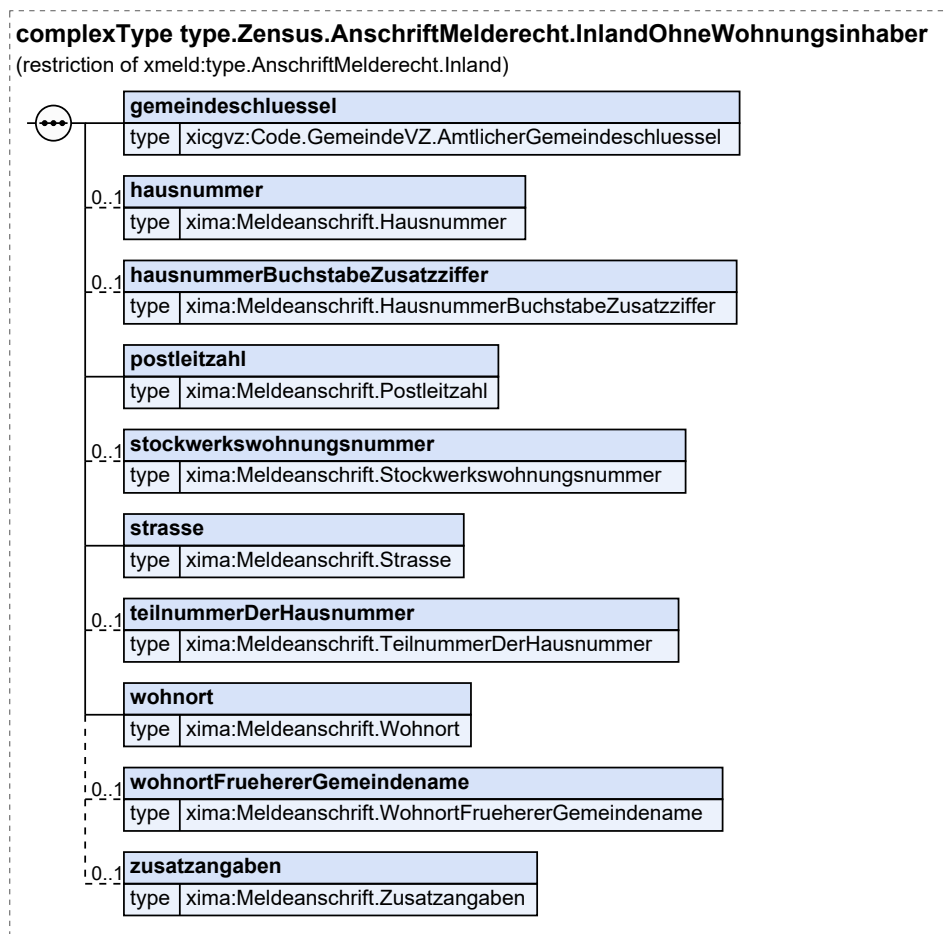 complexType type.Zensus.AnschriftMelderecht.InlandOhneWohnungsinhaber
(restriction of xmeld:type.AnschriftMelderecht.Inland)
gemeindeschluessel
type xicgvz:Code.GemeindeVZ.AmtlicherGemeindeschluessel
0..1 hausnummer
type xima:Meldeanschrift.Hausnummer
0..1 hausnummerBuchstabeZusatzziffer
type xima:Meldeanschrift.HausnummerBuchstabeZusatzziffer
postleitzahl
type xima:Meldeanschrift.Postleitzahl
0..1 stockwerkswohnungsnummer
type xima:Meldeanschrift.Stockwerkswohnungsnummer
strasse
type xima:Meldeanschrift.Strasse
0..1 teilnummerDerHausnummer
type xima:Meldeanschrift.TeilnummerDerHausnummer
wohnort
type xima:Meldeanschrift.Wohnort
0..1 wohnortFruehererGemeindename
type xima:Meldeanschrift.WohnortFruehererGemeindename
0..1 zusatzangaben
type xima:Meldeanschrift.Zusatzangaben